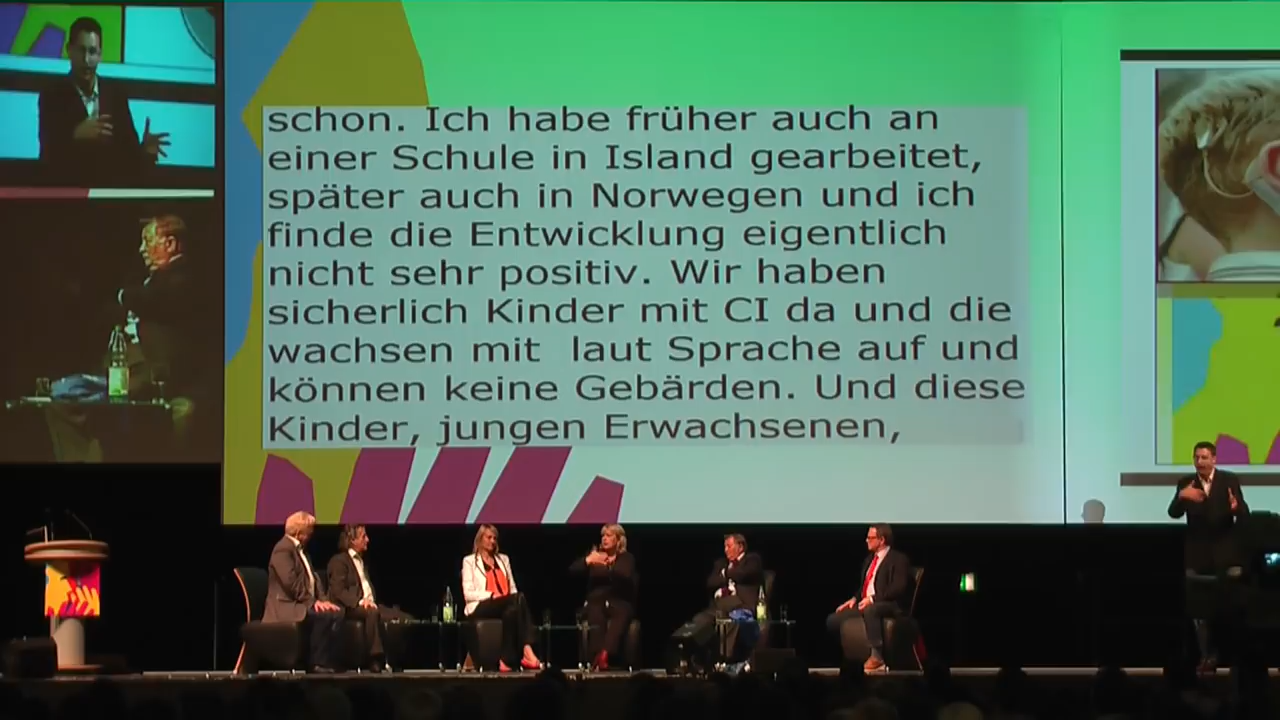 schon. Ich habe früher auch an
einer Schule in Island gearbeitet,
später auch in Norwegen und ich
finde die Entwicklung eigentlich
nicht sehr positiv. Wir haben
sicherlich Kinder mit CI da und die
wachsen mit  laut Sprache auf und
können keine Gebärden. Und diese
Kinder, jungen Erwachsenen,